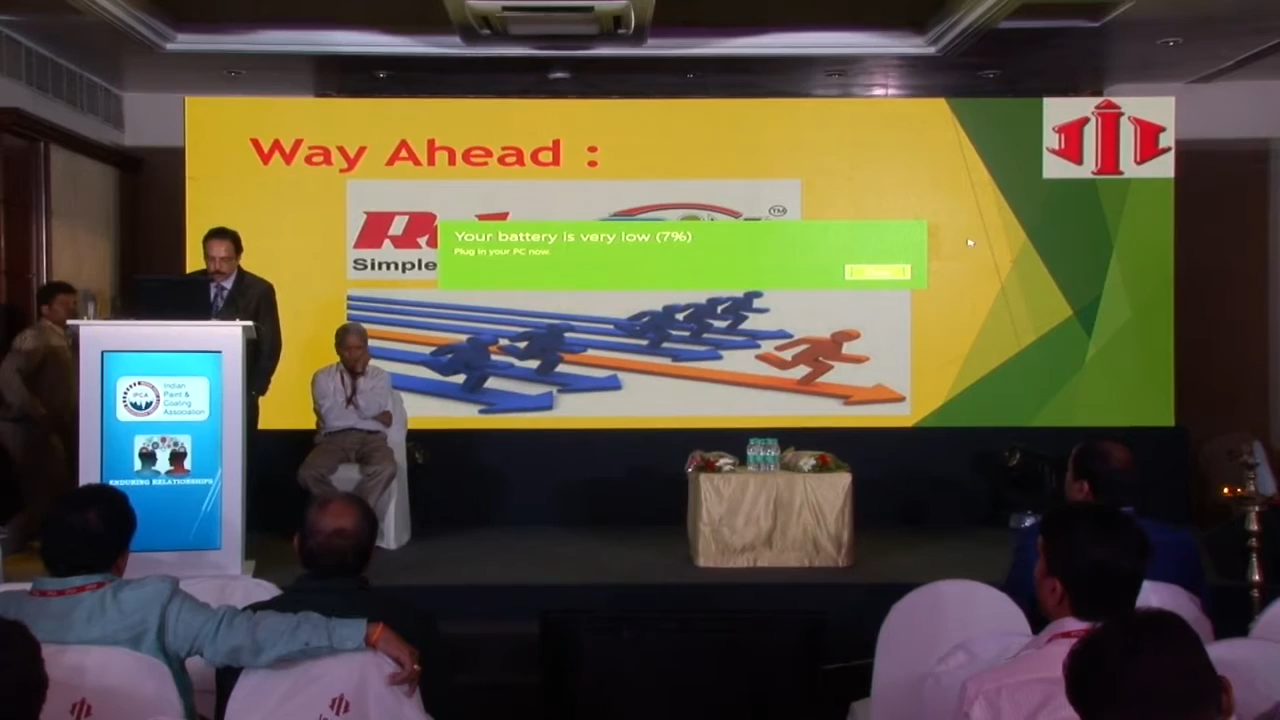 Way Ahead :
TM
Simple
Your battery is very low (7%)
Plug in your PC now.
IPCA
Indian
Paint &
Coating
Association
ENDURING RELATIONSHIPS